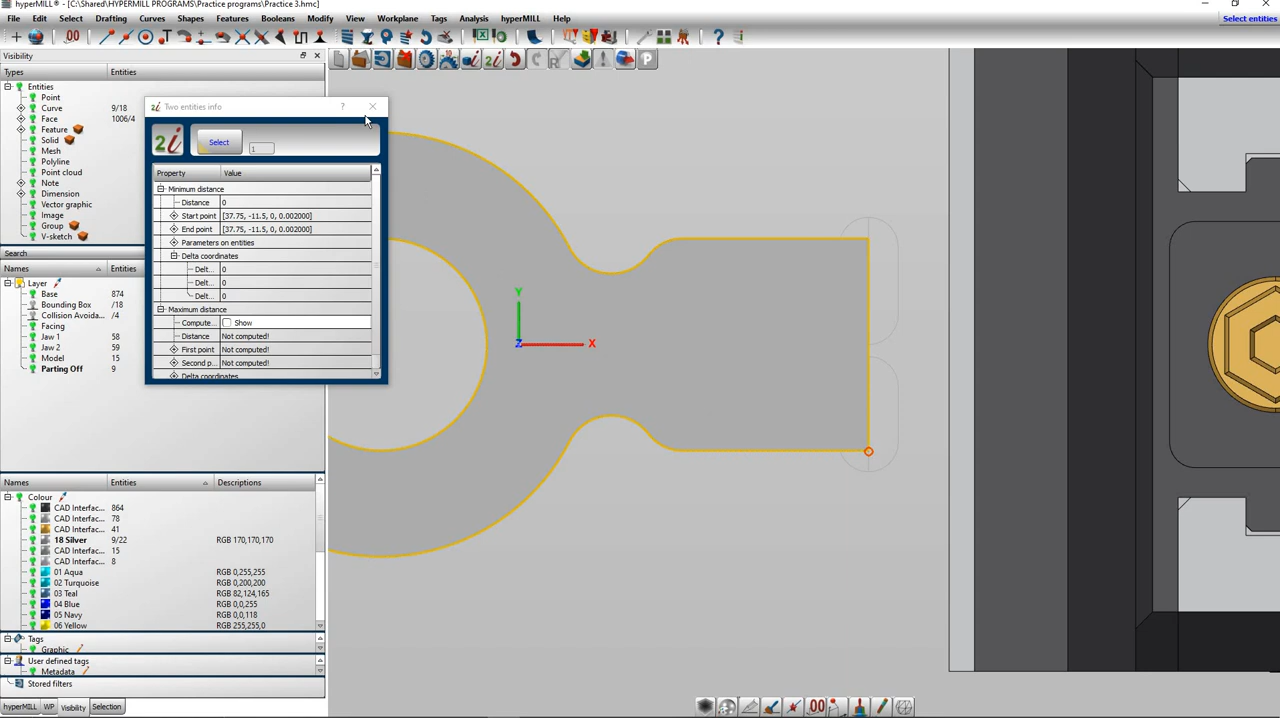 hyperMILL® - [C:\Shared\HYPERMILL PROGRAMS\Practice programs\Practice 3.hmc]
File Edit Select Drafting Curves Shapes Features Booleans Modify View Workplane Tags Analysis hyperMILL Info Help
Select entities
Visibility
Types Entities
Entities
Point
Curve 9/18
Face 1006/4
Feature
Solid
Mesh
Polyline
Point cloud
Note
Dimension
Vector graphic
Image
Group
V-sketch
Search
Names Entities
Layer
Base 874
Bounding Box /18
Collision Avoida... /4
Facing
Jaw 1 58
Jaw 2 59
Model 15
Parting Off 9
Names Entities Descriptions
Colour
CAD Interfac... 864
CAD Interfac... 78
CAD Interfac... 41
18 Silver 9/22 RGB 170,170,170
CAD Interfac... 15
CAD Interfac... 8
01 Aqua RGB 0,255,255
02 Turquoise RGB 0,200,200
03 Teal RGB 82,124,165
04 Blue RGB 0,0,255
05 Navy RGB 0,0,118
06 Yellow RGB 255,255,0
Tags
Graphic
User defined tags
Metadata
Stored filters
hyperMILL WP Visibility Selection
2i Two entities info ?
2i Select 1
Property Value
Minimum distance
Distance 0
Start point [37.75, -11.5, 0, 0.002000]
End point [37.75, -11.5, 0, 0.002000]
Parameters on entities
Delta coordinates
Delt... 0
Delt... 0
Delt... 0
Maximum distance
Compute... Show
Distance Not computed!
First point Not computed!
Second p... Not computed!
Delta coordinates
Y
Z X